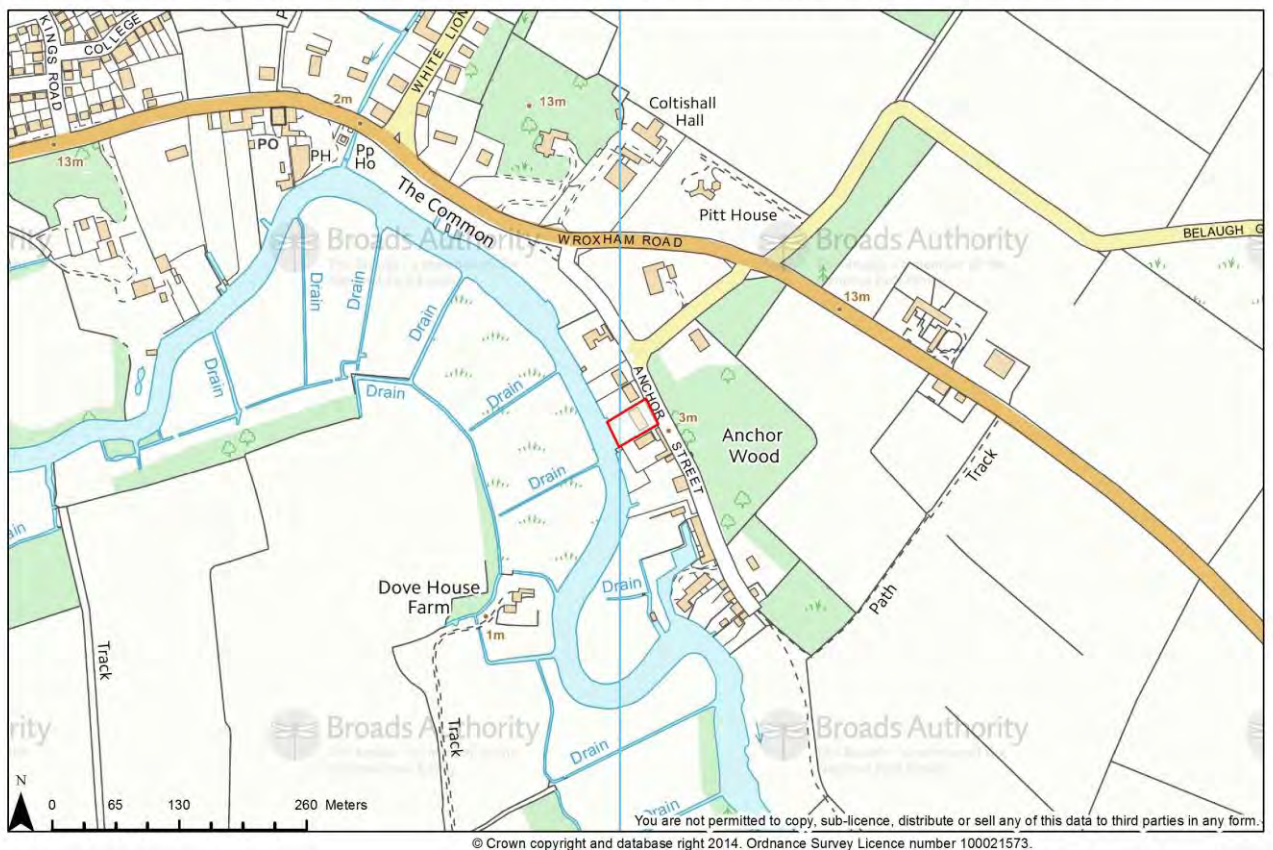 KINGS ROAD
COLLEGE
P
WHITE LION
2m
13m
Coltishall
Hall
13m
PO
PH
Pp
Ho
The Common
Pitt House
WROXHAM ROAD
BELAUGH G
Broads Authority
Broads Authority
ority
Drain
Drain
Drain
Drain
Drain
Drain
Drain
13m
ANCHOR STREET
3m
Anchor
Wood
Track
ain
Dove House
Farm
1m
Drain
Path
Track
Track
Drain
Drain
ority
Broads Authority
Broads Authority
N
0 65 130 260 Meters
You are not permitted to copy, sub-licence, distribute or sell any of this data to third parties in any form.
© Crown copyright and database right 2014. Ordnance Survey Licence number 100021573.